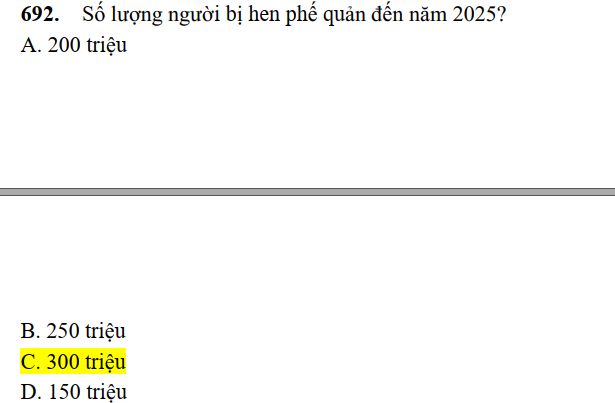 692. Số lượng người bị hen phế quản đến năm 2025?
A. 200 triệu
B. 250 triệu
C. 300 triệu
D. 150 triệu